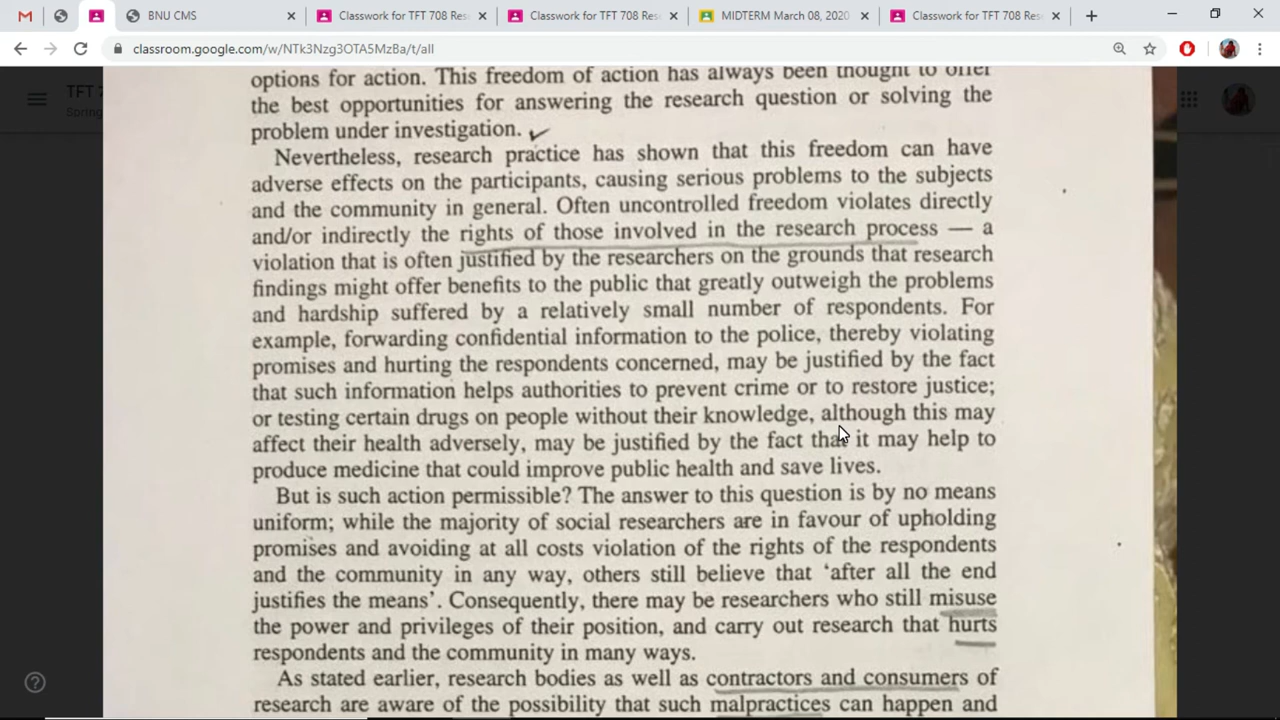 BNU CMS
Classwork for TFT 708 Res
Classwork for TFT 708 Res
MIDTERM March 08, 2020
Classwork for TFT 708 Res
classroom.google.com/w/NTk3Nzg3OTA5MzBa/t/all
TFT 7
Spring
options for action. This freedom of action has always been thought to offer
the best opportunities for answering the research question or solving the
problem under investigation.
Nevertheless, research practice has shown that this freedom can have
adverse effects on the participants, causing serious problems to the subjects
and the community in general. Often uncontrolled freedom violates directly
and/or indirectly the rights of those involved in the research process — a
violation that is often justified by the researchers on the grounds that research
findings might offer benefits to the public that greatly outweigh the problems
and hardship suffered by a relatively small number of respondents. For
example, forwarding confidential information to the police, thereby violating
promises and hurting the respondents concerned, may be justified by the fact
that such information helps authorities to prevent crime or to restore justice;
or testing certain drugs on people without their knowledge, although this may
affect their health adversely, may be justified by the fact that it may help to
produce medicine that could improve public health and save lives.
But is such action permissible? The answer to this question is by no means
uniform; while the majority of social researchers are in favour of upholding
promises and avoiding at all costs violation of the rights of the respondents
and the community in any way, others still believe that ‘after all the end
justifies the means’. Consequently, there may be researchers who still misuse
the power and privileges of their position, and carry out research that hurts
respondents and the community in many ways.
As stated earlier, research bodies as well as contractors and consumers of
research are aware of the possibility that such malpractices can happen and